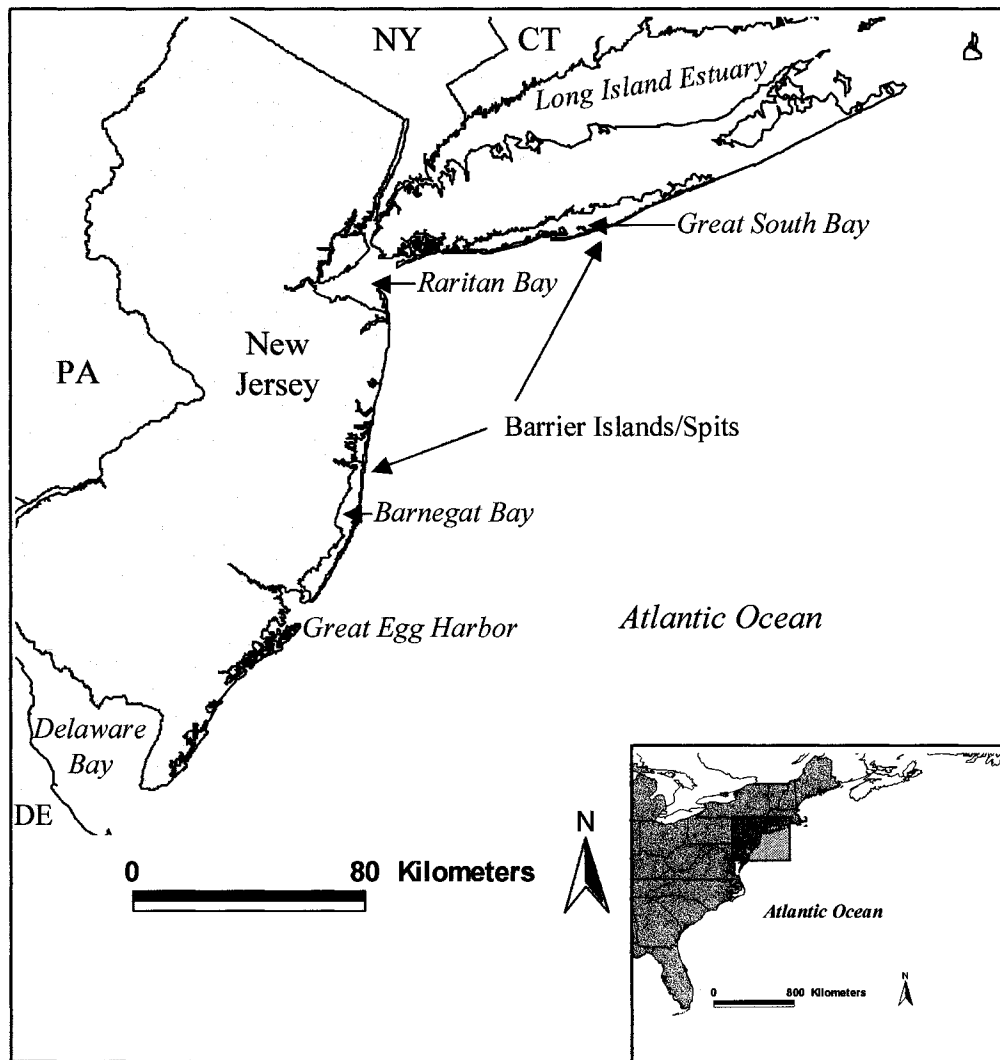 NY
CT
Long Island Estuary
Great South Bay
Raritan Bay
New
Jersey
PA
Barrier Islands/Spits
Barnegat Bay
Great Egg Harbor
Atlantic Ocean
Delaware
Bay
DE
N
0 80 Kilometers
Atlantic Ocean
N
0 800 Kilometers